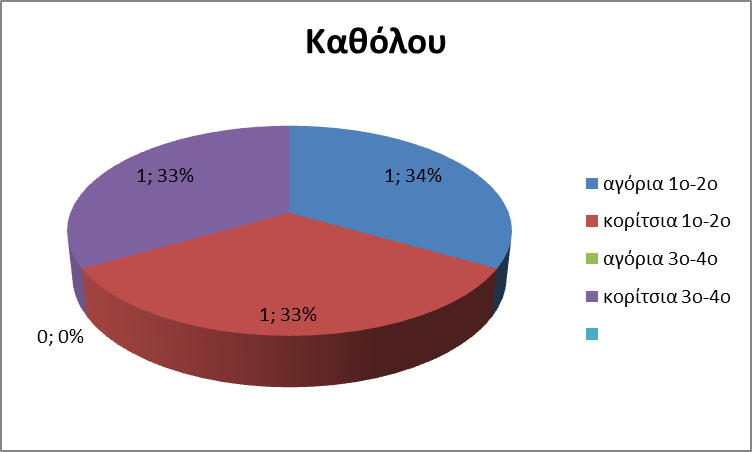 Καθόλου
1; 33%
1; 34%
1; 33%
0; 0%
αγόρια 1ο-2ο
κορίτσια 1ο-2ο
αγόρια 3ο-4ο
κορίτσια 3ο-4ο